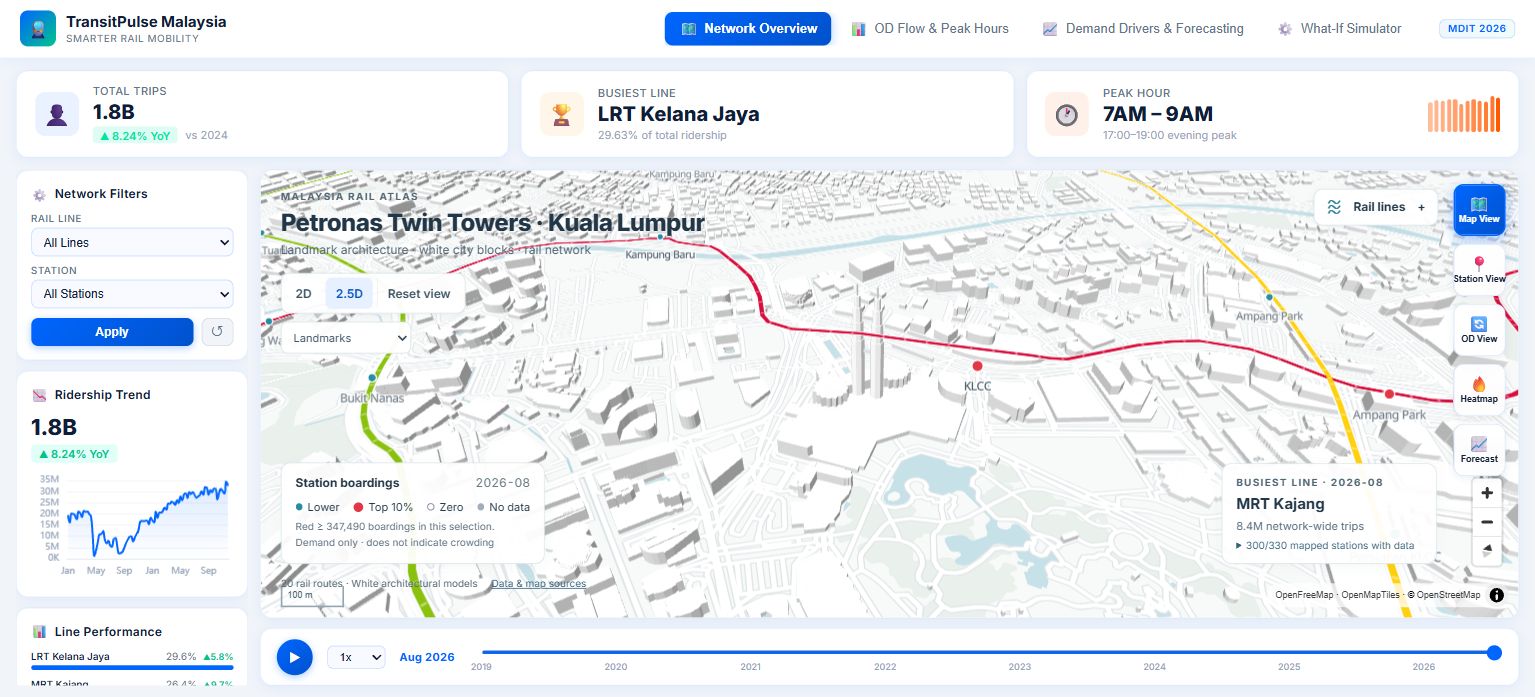 TransitPulse Malaysia
SMARTER RAIL MOBILITY
Network Overview
OD Flow & Peak Hours
Demand Drivers & Forecasting
What-If Simulator
MDIT 2026
TOTAL TRIPS
1.8B
▲ 8.24% YoY vs 2024
BUSIEST LINE
LRT Kelana Jaya
29.63% of total ridership
PEAK HOUR
7AM – 9AM
17:00–19:00 evening peak
Network Filters
RAIL LINE
All Lines
STATION
All Stations
Apply
Ridership Trend
1.8B
▲ 8.24% YoY
35M
30M
25M
20M
15M
10M
5M
0K
Jan May Sep Jan May Sep
Line Performance
LRT Kelana Jaya 29.6% ▲5.8%
MRT Kajang 26.4% ▲9.7%
Kampung Baru
MALAYSIA RAIL ATLAS
Petronas Twin Towers · Kuala Lumpur
Landmark architecture · white city blocks · rail network
Kampung Baru
2D
2.5D
Reset view
Landmarks
Rail lines +
Map View
Station View
OD View
Heatmap
Forecast
Ampang Park
KLCC
Bukit Nanas
Ampang Park
Station boardings 2026-08
Lower Top 10% Zero No data
Red ≥ 347,490 boardings in this selection.
Demand only · does not indicate crowding
20 rail routes · White architectural models Data & map sources
100 m
BUSIEST LINE · 2026-08
MRT Kajang
8.4M network-wide trips
▶ 300/330 mapped stations with data
+
−
OpenFreeMap · OpenMapTiles · © OpenStreetMap
1x
Aug 2026
2019 2020 2021 2022 2023 2024 2025 2026